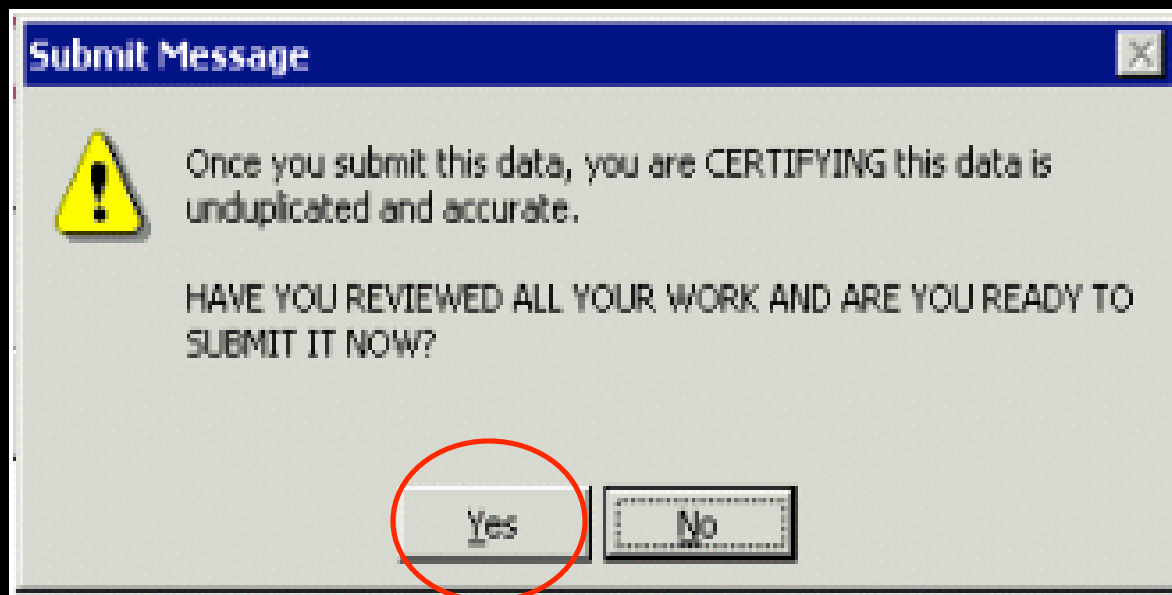 Submit Message
Once you submit this data, you are CERTIFYING this data is
unduplicated and accurate.
HAVE YOU REVIEWED ALL YOUR WORK AND ARE YOU READY TO
SUBMIT IT NOW?
Yes No